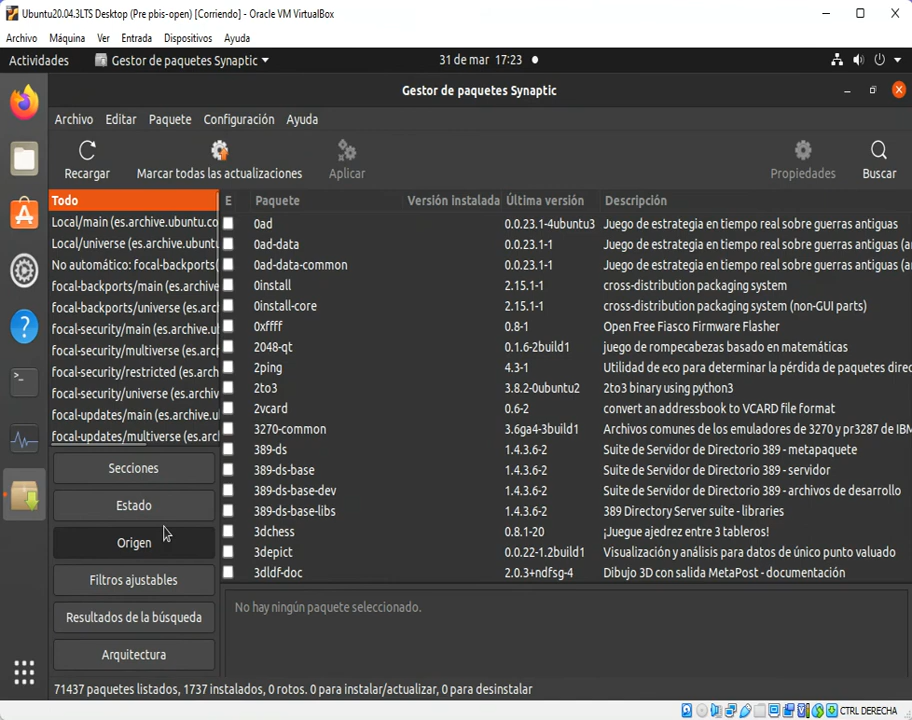 Ubuntu20.04.3LTS Desktop (Pre pbis-open) [Corriendo] - Oracle VM VirtualBox
Archivo Máquina Ver Entrada Dispositivos Ayuda
Actividades Gestor de paquetes Synaptic 31 de mar 17:23
Gestor de paquetes Synaptic
Archivo Editar Paquete Configuración Ayuda
Recargar Marcar todas las actualizaciones Aplicar Propiedades Buscar
Todo
Local/main (es.archive.ubuntu.co
Local/universe (es.archive.ubunt
No automático: focal-backports(
focal-backports/main (es.archive
focal-backports/universe (es.arc
focal-security/main (es.archive.u
focal-security/multiverse (es.arc
focal-security/restricted (es.arch
focal-security/universe (es.archiv
focal-updates/main (es.archive.u
focal-updates/multiverse (es.arc
Secciones
Estado
Origen
Filtros ajustables
Resultados de la búsqueda
Arquitectura
E Paquete Versión instalada Última versión Descripción
0ad 0.0.23.1-4ubuntu3 Juego de estrategia en tiempo real sobre guerras antiguas
0ad-data 0.0.23.1-1 Juego de estrategia en tiempo real sobre guerras antiguas (a
0ad-data-common 0.0.23.1-1 Juego de estrategia en tiempo real sobre guerras antiguas (a
0install 2.15.1-1 cross-distribution packaging system
0install-core 2.15.1-1 cross-distribution packaging system (non-GUI parts)
0xffff 0.8-1 Open Free Fiasco Firmware Flasher
2048-qt 0.1.6-2build1 juego de rompecabezas basado en matemáticas
2ping 4.3-1 Utilidad de eco para determinar la pérdida de paquetes direc
2to3 3.8.2-0ubuntu2 2to3 binary using python3
2vcard 0.6-2 convert an addressbook to VCARD file format
3270-common 3.6ga4-3build1 Archivos comunes de los emuladores de 3270 y pr3287 de IBM
389-ds 1.4.3.6-2 Suite de Servidor de Directorio 389 - metapaquete
389-ds-base 1.4.3.6-2 Suite de Servidor de Directorio 389 - servidor
389-ds-base-dev 1.4.3.6-2 Suite de Servidor de Directorio 389 - archivos de desarrollo
389-ds-base-libs 1.4.3.6-2 389 Directory Server suite - libraries
3dchess 0.8.1-20 ¡Juegue ajedrez entre 3 tableros!
3depict 0.0.22-1.2build1 Visualización y análisis para datos de único punto valuado
3dldf-doc 2.0.3+ndfsg-4 Dibujo 3D con salida MetaPost - documentación
No hay ningún paquete seleccionado.
71437 paquetes listados, 1737 instalados, 0 rotos. 0 para instalar/actualizar, 0 para desinstalar
CTRL DERECHA